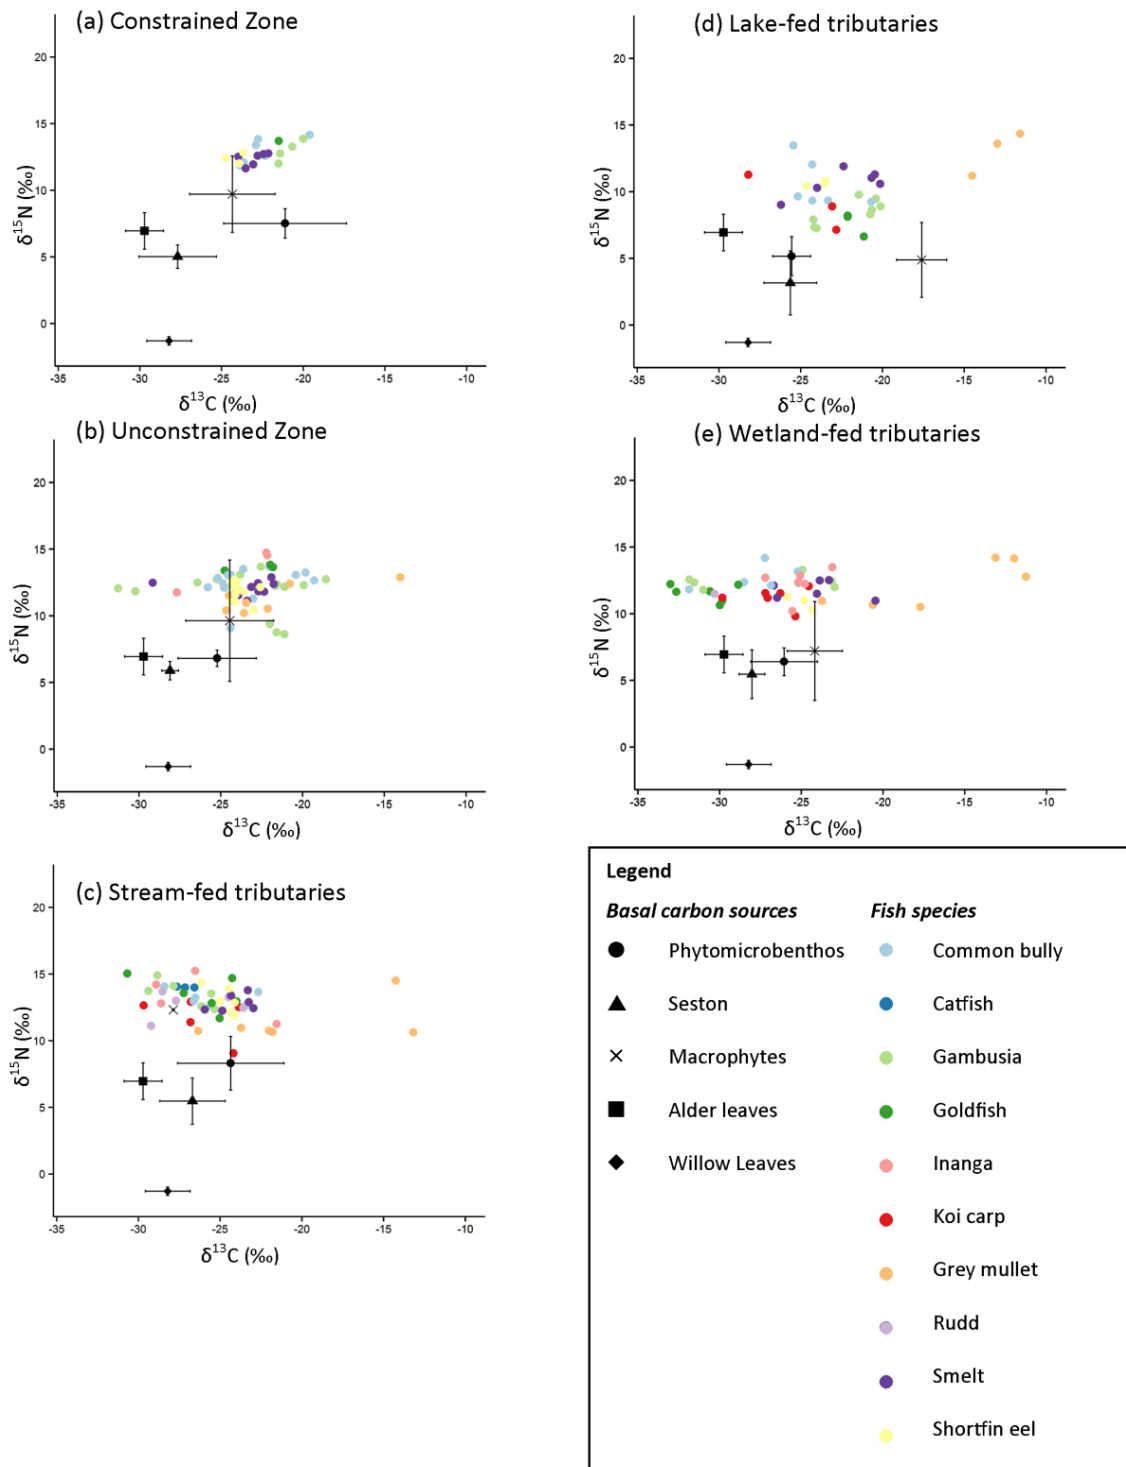 (a) Constrained Zone
20
15
10
5
0
δ15N (‰)
-35 -30 -25 -20 -15 -10
δ13C (‰)
(d) Lake-fed tributaries
20
15
10
5
0
δ15N (‰)
-35 -30 -25 -20 -15 -10
δ13C (‰)
(b) Unconstrained Zone
20
15
10
5
0
δ15N (‰)
-35 -30 -25 -20 -15 -10
δ13C (‰)
(e) Wetland-fed tributaries
20
15
10
5
0
δ15N (‰)
-35 -30 -25 -20 -15 -10
δ13C (‰)
(c) Stream-fed tributaries
20
15
10
5
0
δ15N (‰)
-35 -30 -25 -20 -15 -10
δ13C (‰)
Legend
Basal carbon sources
Phytomicrobenthos
Seston
Macrophytes
Alder leaves
Willow Leaves
Fish species
Common bully
Catfish
Gambusia
Goldfish
Inanga
Koi carp
Grey mullet
Rudd
Smelt
Shortfin eel